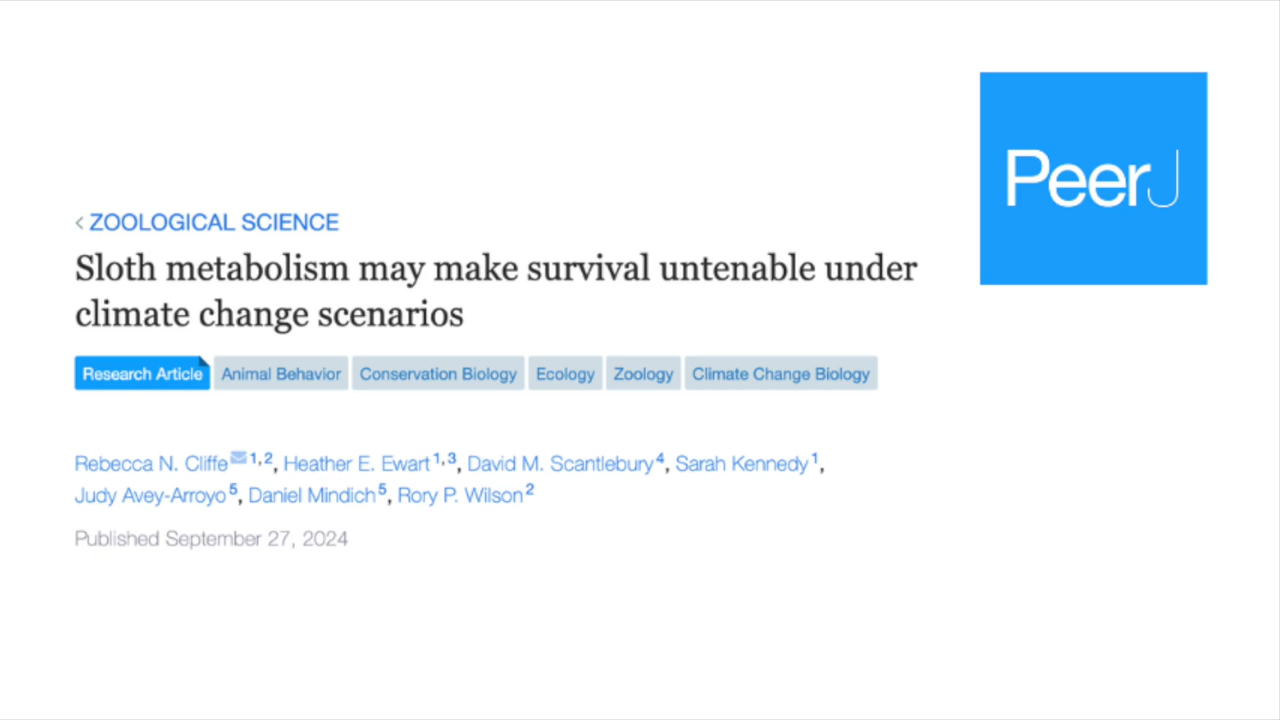 PeerJ
< ZOOLOGICAL SCIENCE
Sloth metabolism may make survival untenable under
climate change scenarios
Research Article Animal Behavior Conservation Biology Ecology Zoology Climate Change Biology
Rebecca N. Cliffe 1,2, Heather E. Ewart 1,3, David M. Scantlebury 4, Sarah Kennedy 1,
Judy Avey-Arroyo 5, Daniel Mindich 5, Rory P. Wilson 2
Published September 27, 2024